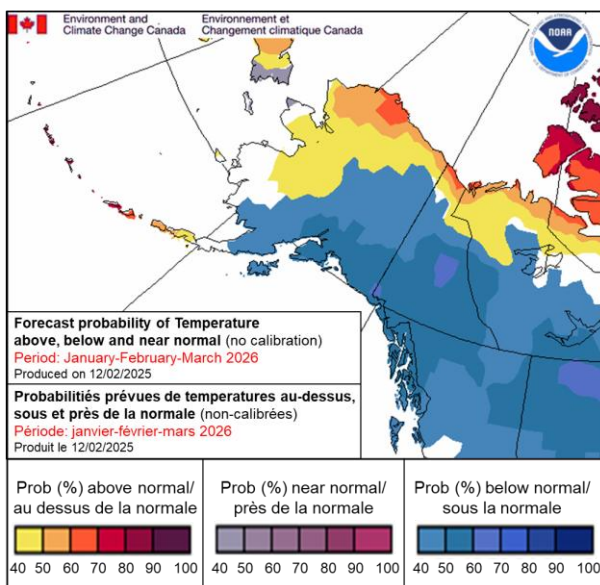 Environment and
Climate Change Canada
Environnement et
Changement climatique Canada
NOAA
Forecast probability of Temperature
above, below and near normal (no calibration)
Period: January-February-March 2026
Produced on 12/02/2025
Probabilitiés prévues de temperatures au-dessus,
sous et près de la normale (non-calibrées)
Période: janvier-février-mars 2026
Produit le 12/02/2025
Prob (%) above normal/
au dessus de la normale
40 50 60 70 80 90 100
Prob (%) near normal/
près de la normale
40 50 60 70 80 90 100
Prob (%) below normal/
sous la normale
40 50 60 70 80 90 100